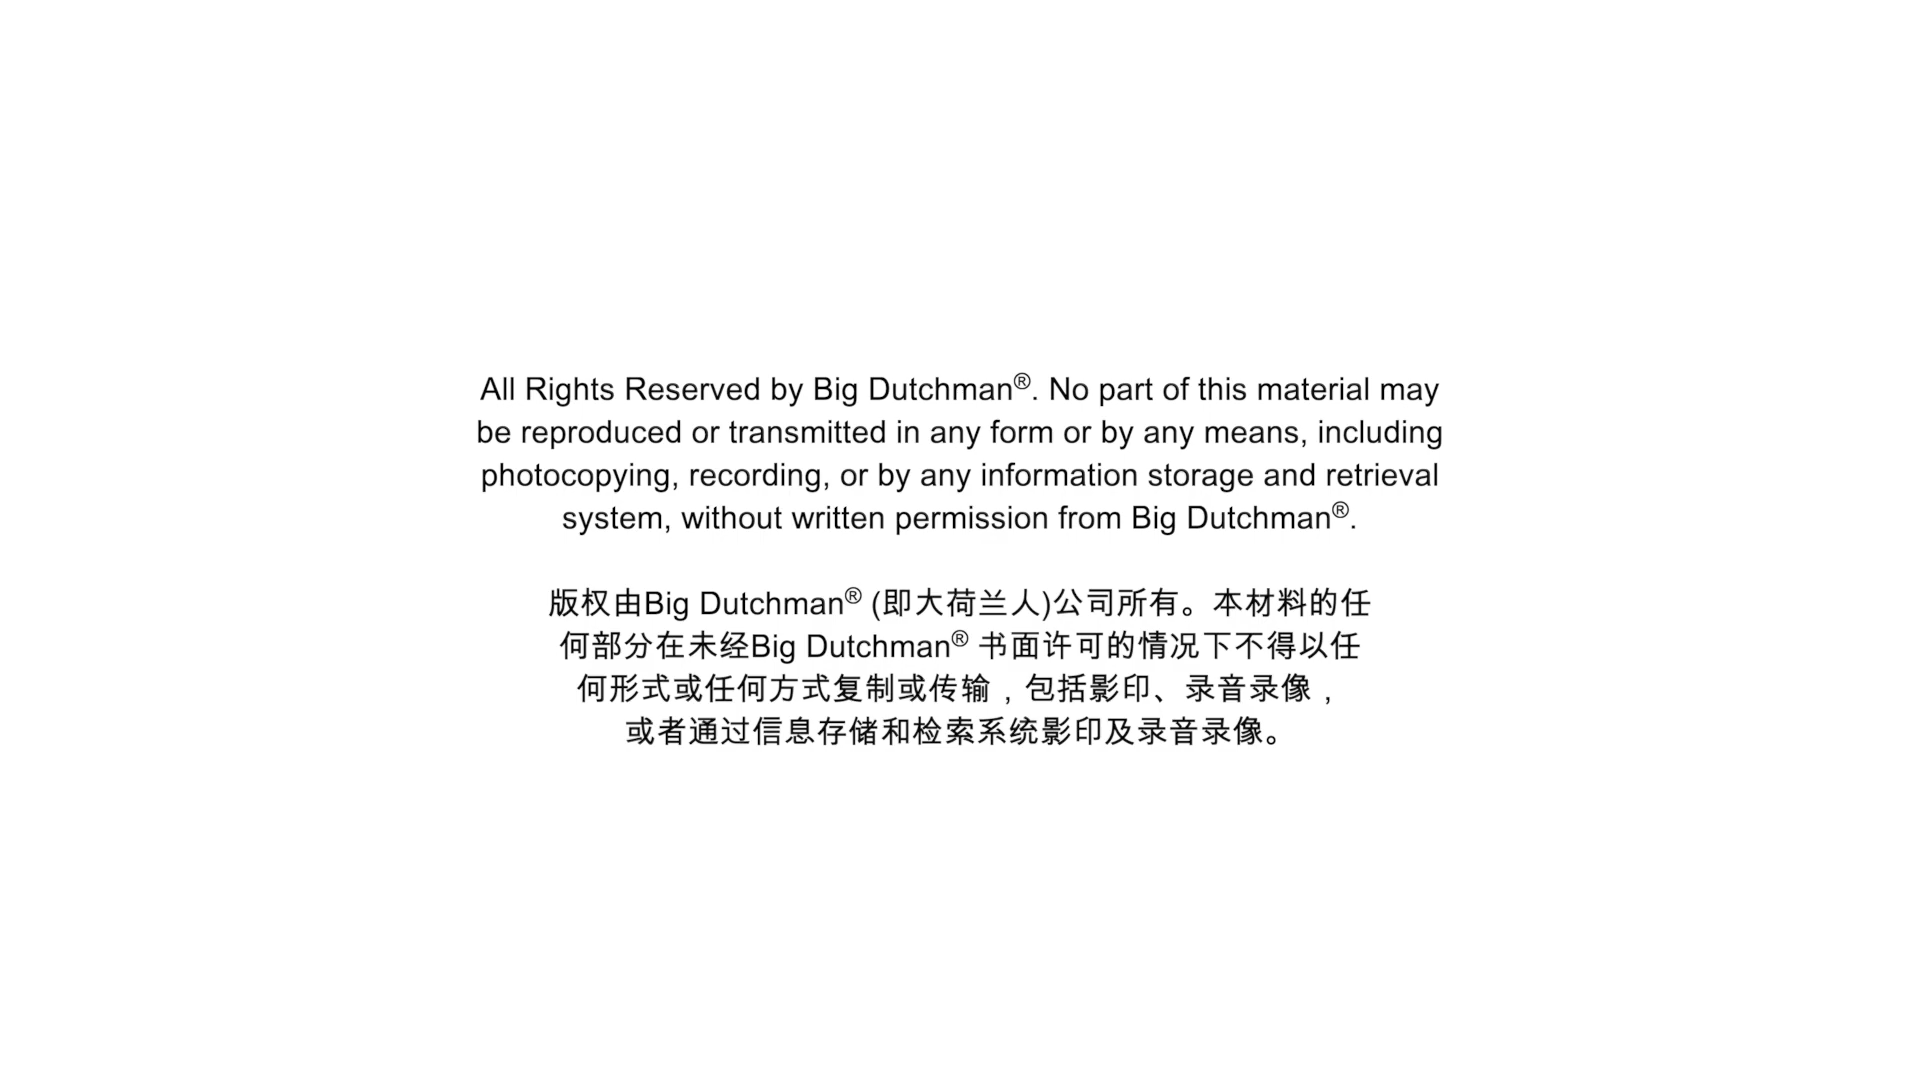 All Rights Reserved by Big Dutchman®. No part of this material may
be reproduced or transmitted in any form or by any means, including
photocopying, recording, or by any information storage and retrieval
system, without written permission from Big Dutchman®.
版权由Big Dutchman® (即大荷兰人)公司所有。本材料的任
何部分在未经Big Dutchman® 书面许可的情况下不得以任
何形式或任何方式复制或传输，包括影印、录音录像，
或者通过信息存储和检索系统影印及录音录像。